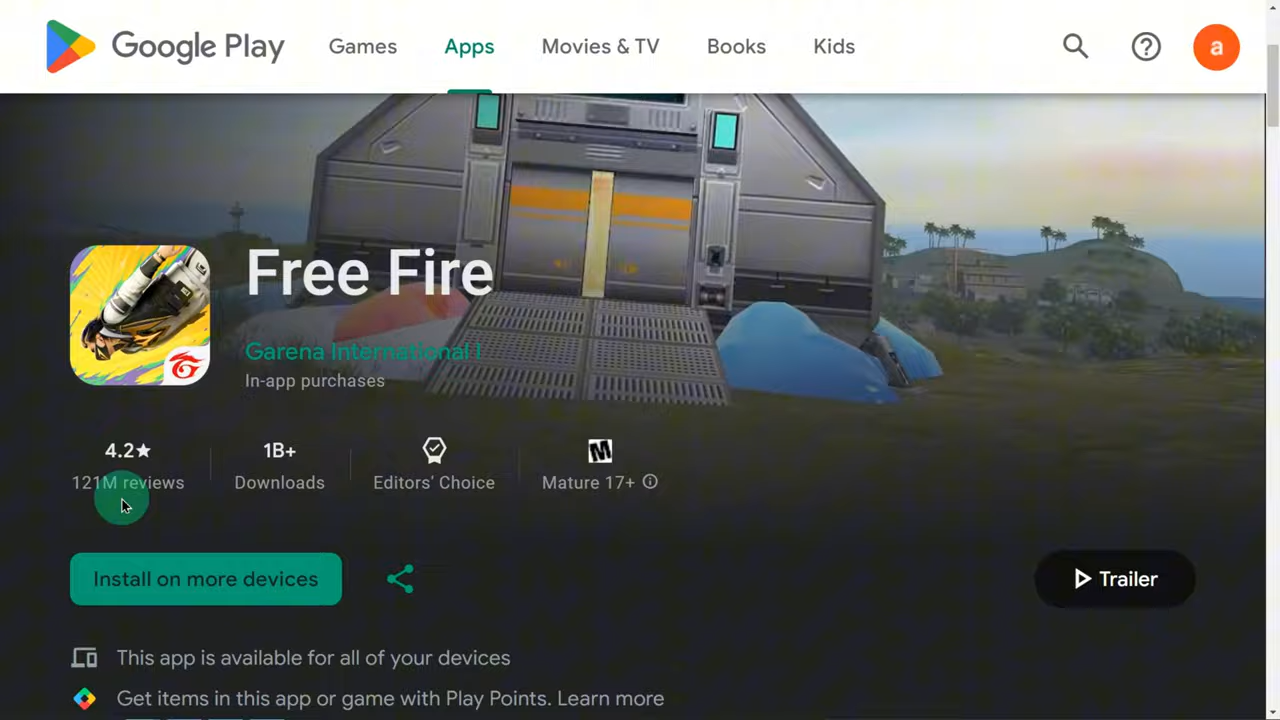 Google Play Games Apps Movies & TV Books Kids a
Free Fire
Garena International I
In-app purchases
4.2★ 1B+
121M reviews Downloads Editors' Choice Mature 17+
Install on more devices
Trailer
This app is available for all of your devices
Get items in this app or game with Play Points. Learn more